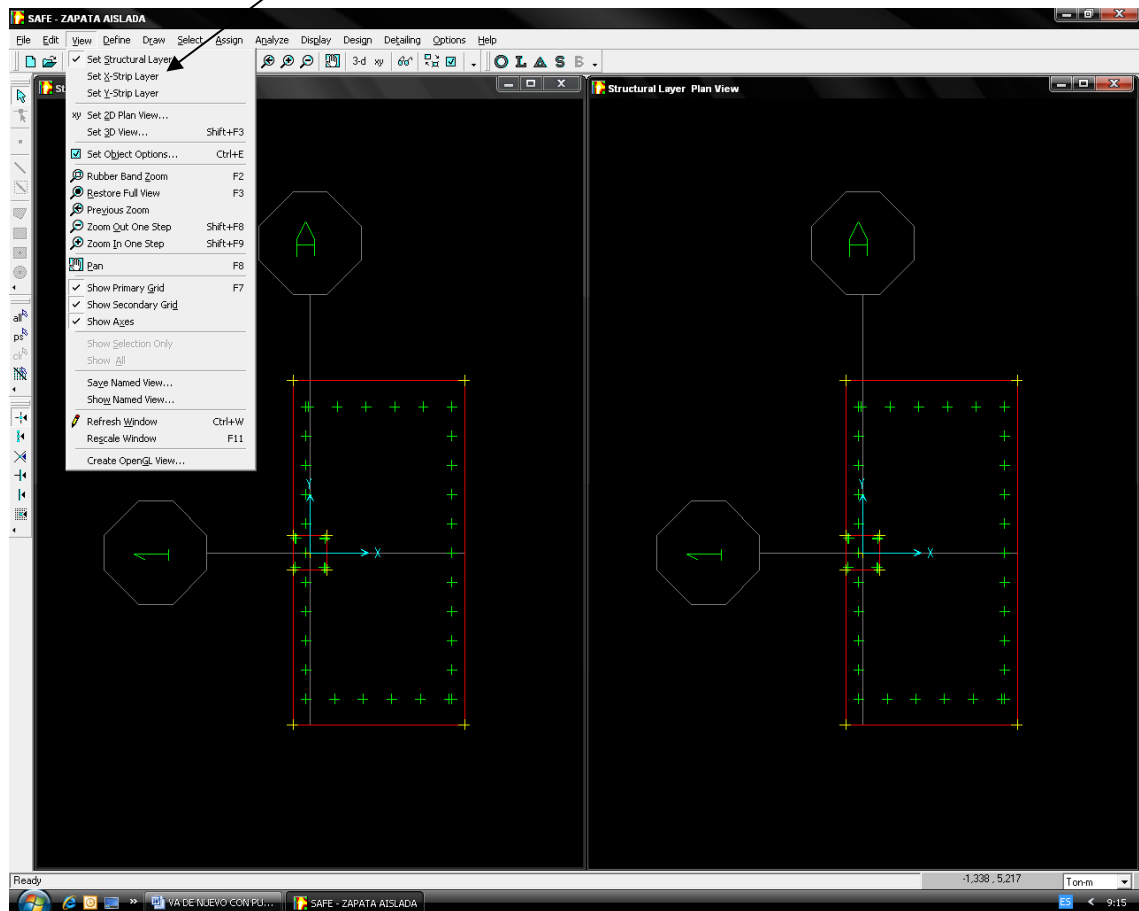 SAFE - ZAPATA AISLADA
File Edit View Define Draw Select Assign Analyze Display Design Detailing Options Help
3-d xy
Set Structural Layer
Set X-Strip Layer
Set Y-Strip Layer
xy Set 2D Plan View...
Set 3D View... Shift+F3
Set Object Options... Ctrl+E
Rubber Band Zoom F2
Restore Full View F3
Previous Zoom
Zoom Out One Step Shift+F8
Zoom In One Step Shift+F9
Pan F8
Show Primary Grid F7
Show Secondary Grid
Show Axes
Show Selection Only
Show All
Save Named View...
Show Named View...
Refresh Window Ctrl+W
Rescale Window F11
Create OpenGL View...
all
ps
clr
St
A
1
Y
X
Structural Layer Plan View
A
1
Y
X
Ready
-1,338 , 5,217
Ton-m
VA DE NUEVO CON PU...
SAFE - ZAPATA AISLADA
ES
9:15